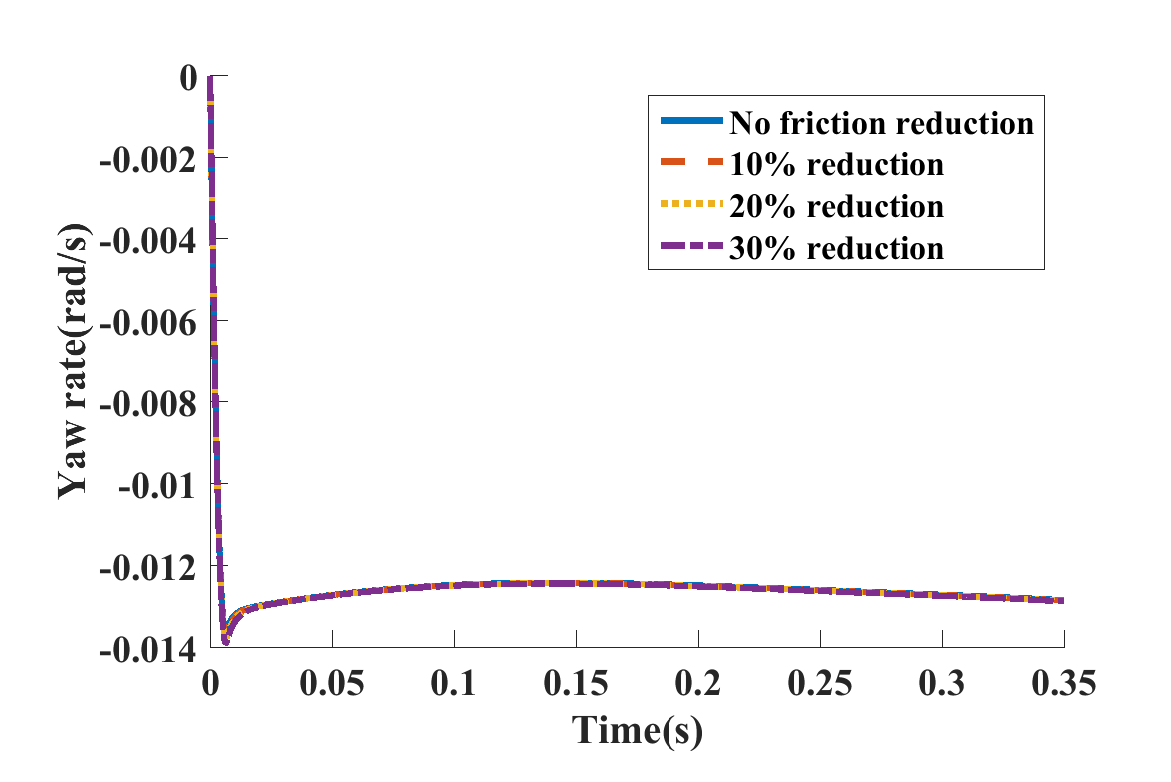 0
-0.002
-0.004
-0.006
-0.008
-0.01
-0.012
-0.014
Yaw rate(rad/s)
No friction reduction
10% reduction
20% reduction
30% reduction
0 0.05 0.1 0.15 0.2 0.25 0.3 0.35
Time(s)